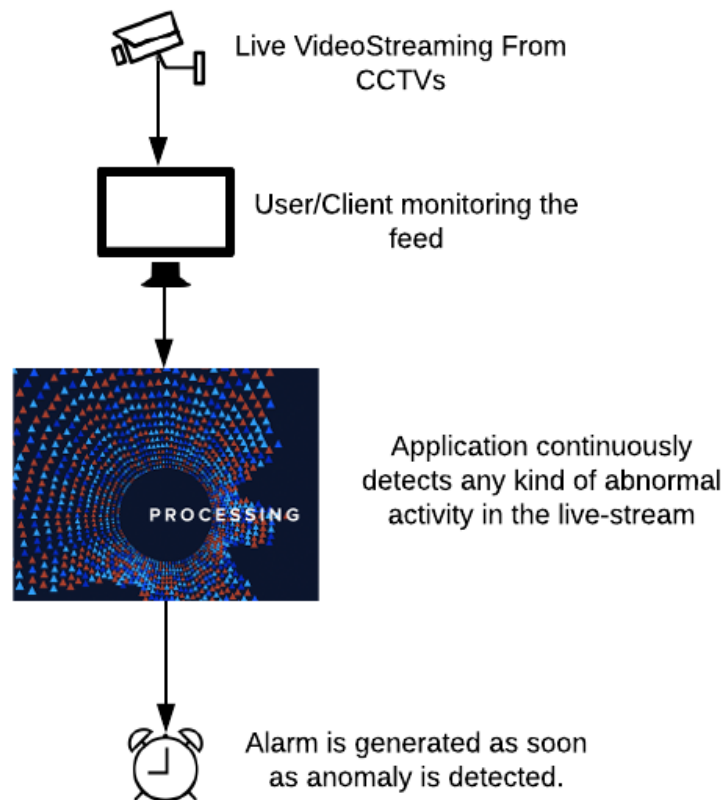 Live VideoStreaming From
CCTVs
User/Client monitoring the
feed
PROCESSING
Application continuously
detects any kind of abnormal
activity in the live-stream
Alarm is generated as soon
as anomaly is detected.